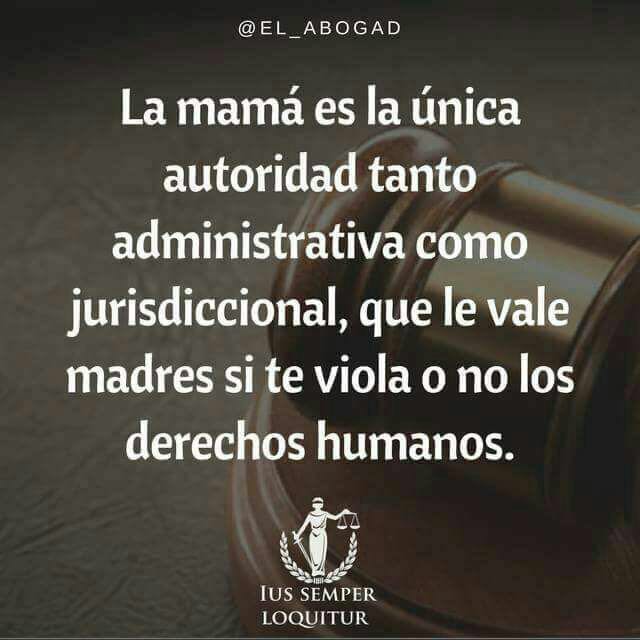 @EL_ABOGAD
La mamá es la única
autoridad tanto
administrativa como
jurisdiccional, que le vale
madres si te viola o no los
derechos humanos.
IUS SEMPER
LOQUITUR